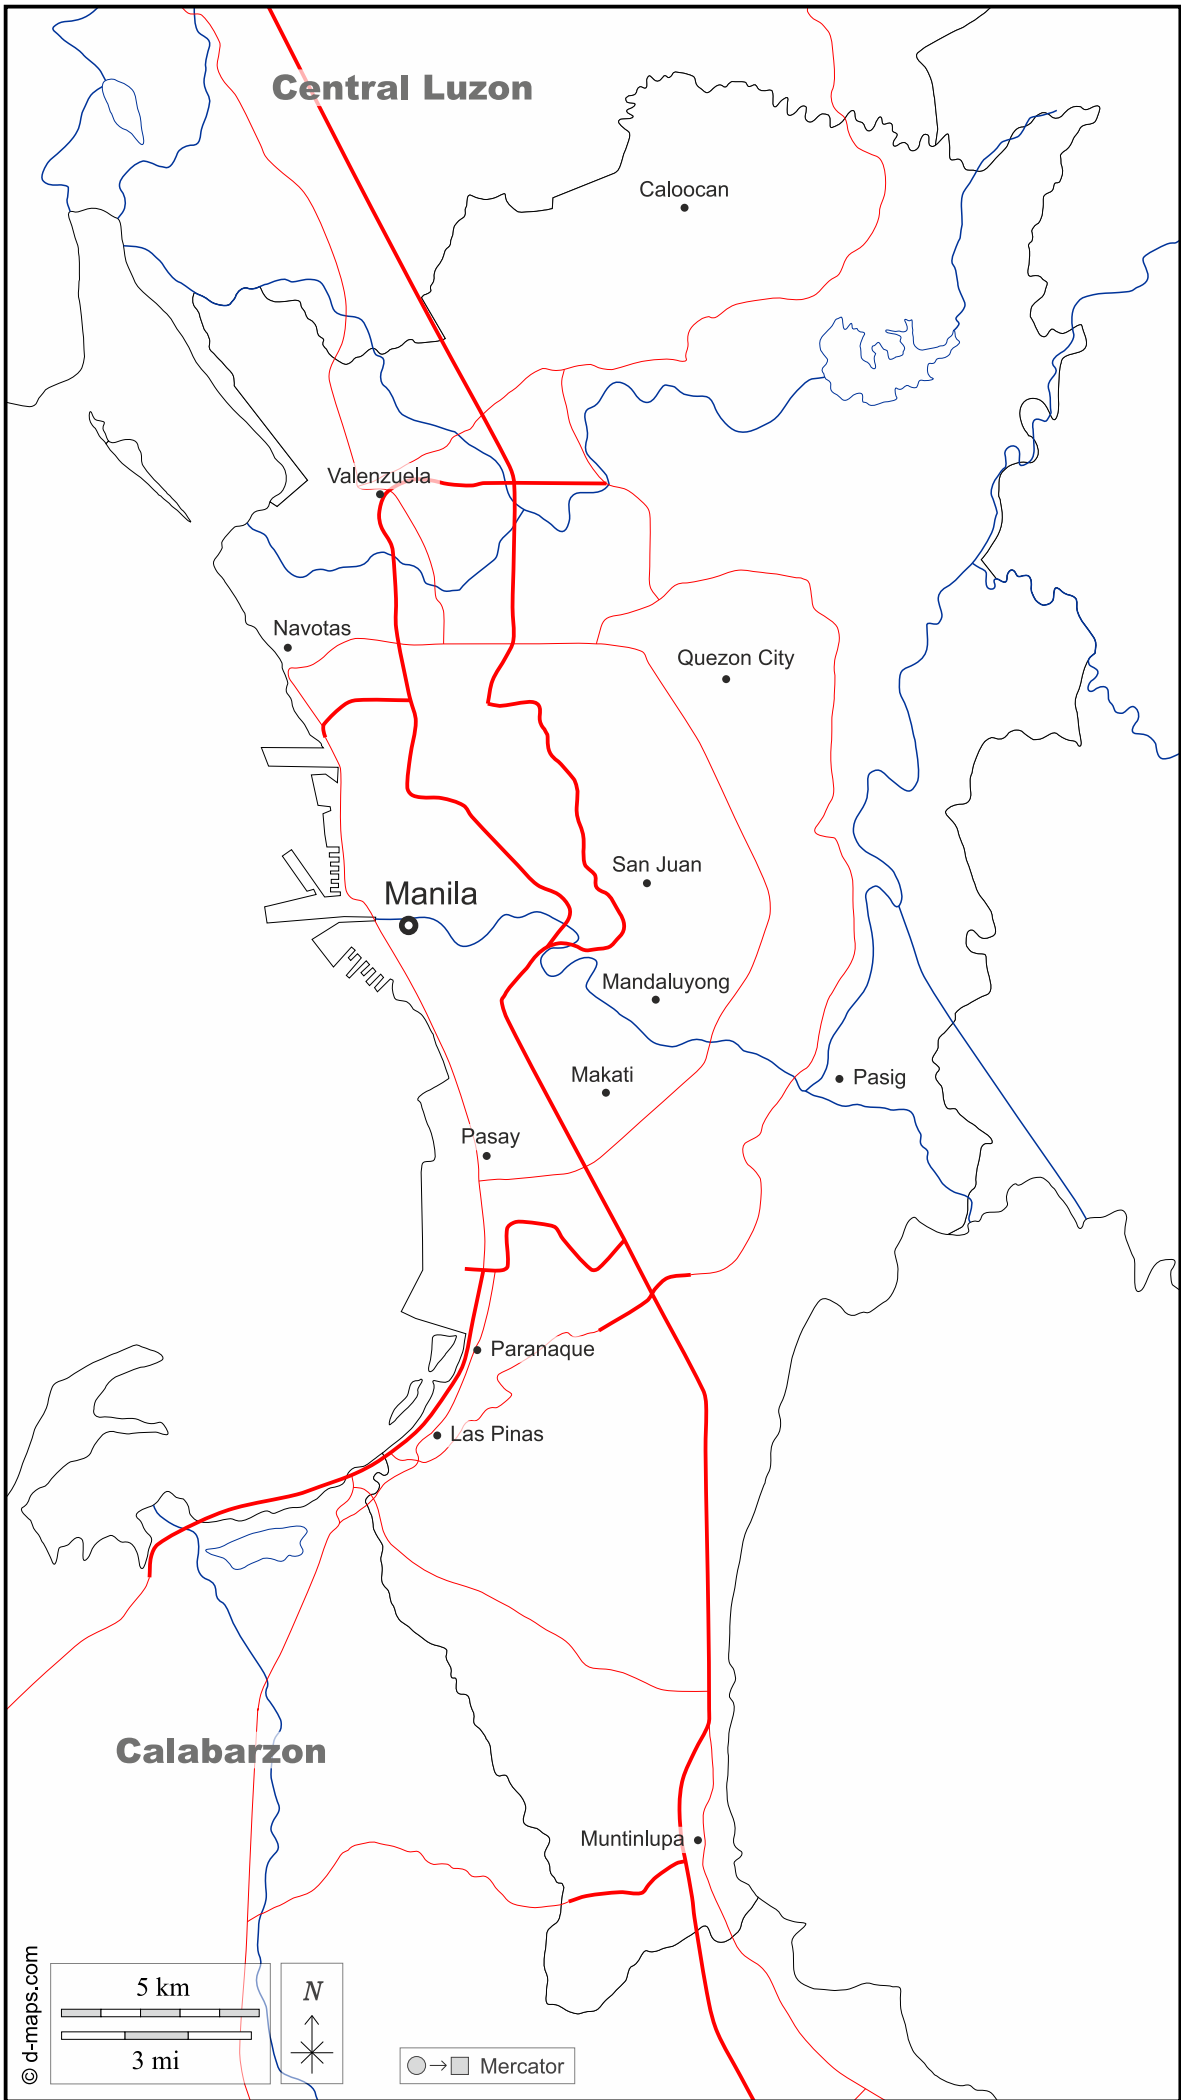 Central Luzon
Caloocan
Valenzuela
Navotas
Quezon City
San Juan
Manila
Mandaluyong
Makati
Pasig
Pasay
Paranaque
Las Pinas
Calabarzon
Muntinlupa
© d-maps.com
5 km
3 mi
N
Mercator